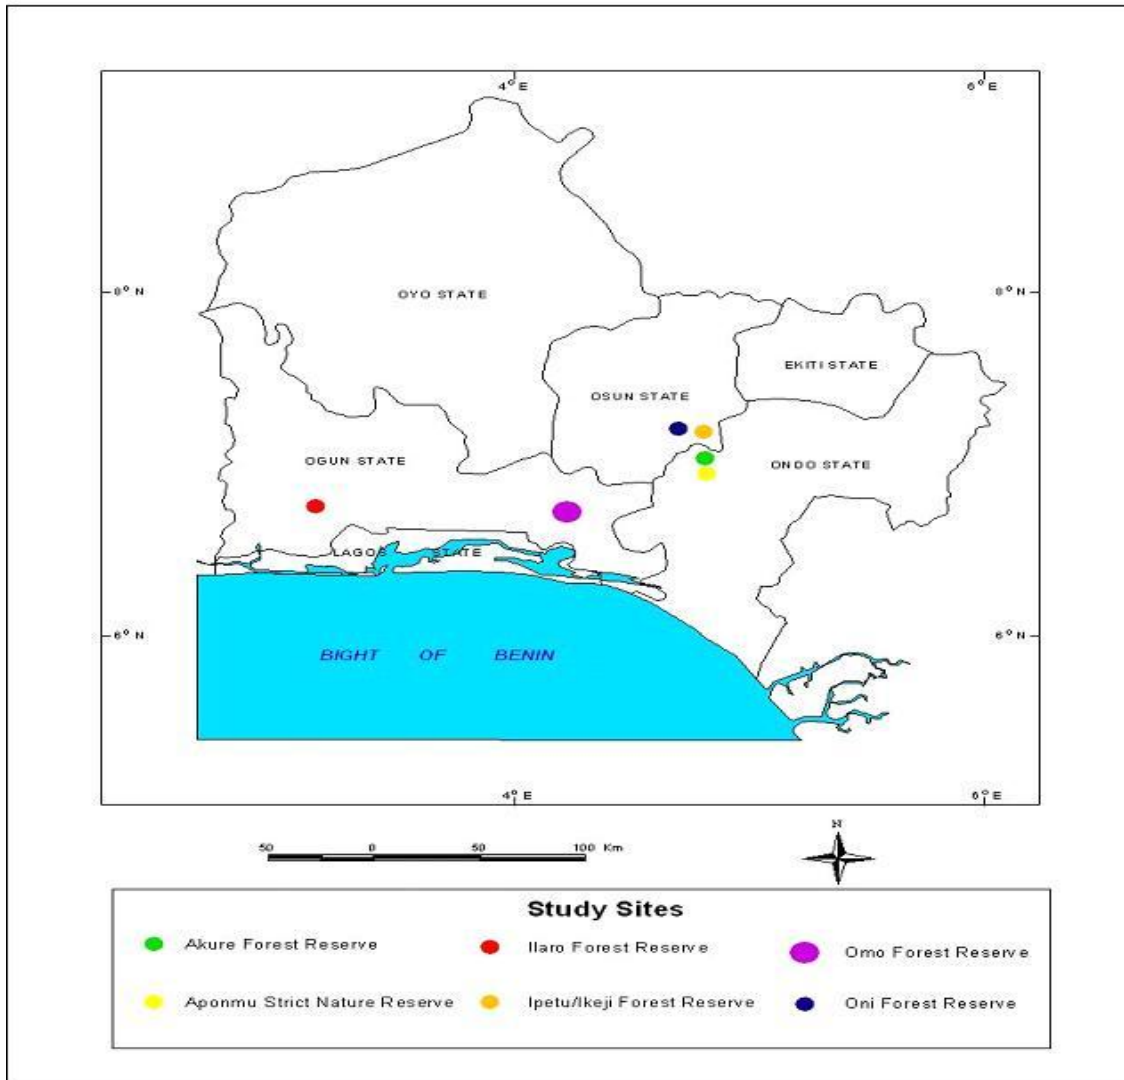 4° E 6° E
8° N 8° N
OYO STATE
EKITI STATE
OSUN STATE
OGUN STATE
ONDO STATE
LAGOS STATE
6° N 6° N
BIGHT OF BENIN
4° E 6° E
N
50 0 50 100 Km
Study Sites
Akure Forest Reserve
Ilaro Forest Reserve
Omo Forest Reserve
Aponmu Strict Nature Reserve
Ipetu/Ikeji Forest Reserve
Oni Forest Reserve